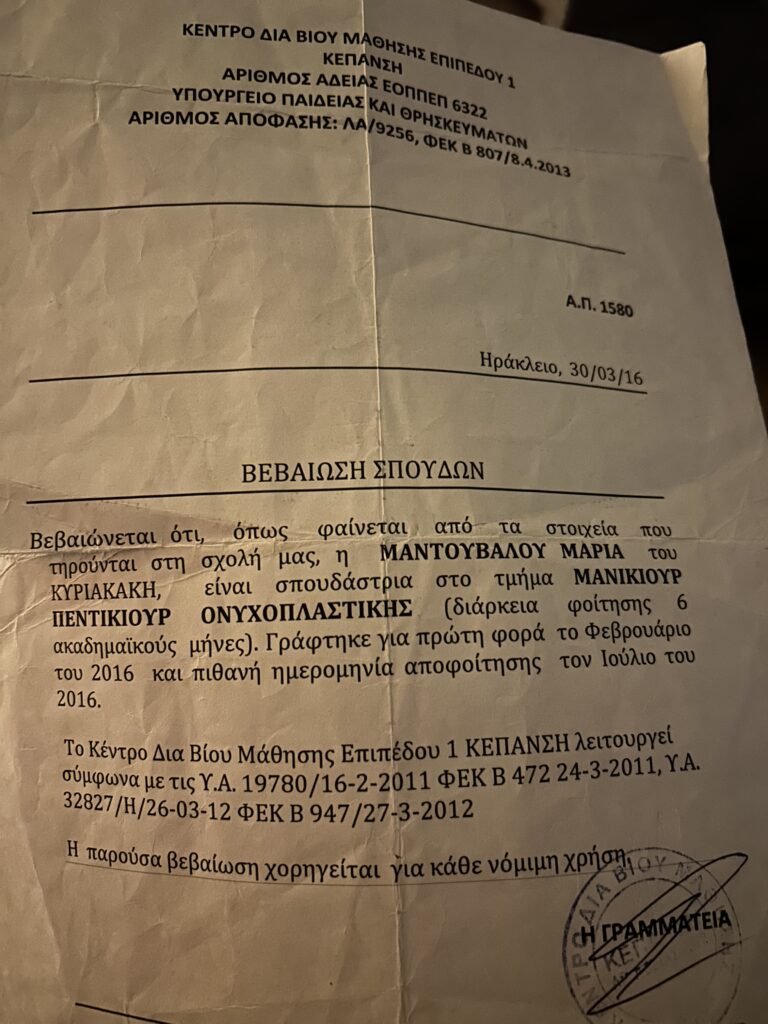 ΚΕΝΤΡΟ ΔΙΑ ΒΙΟΥ ΜΑΘΗΣΗΣ ΕΠΙΠΕΔΟΥ 1
ΚΕΠΑΝΣΗ
ΑΡΙΘΜΟΣ ΑΔΕΙΑΣ ΕΟΠΠΕΠ 6322
ΥΠΟΥΡΓΕΙΟ ΠΑΙΔΕΙΑΣ ΚΑΙ ΘΡΗΣΚΕΥΜΑΤΩΝ
ΑΡΙΘΜΟΣ ΑΠΟΦΑΣΗΣ: ΛΑ/9256, ΦΕΚ Β 807/8.4.2013
Α.Π. 1580
Ηράκλειο, 30/03/16
ΒΕΒΑΙΩΣΗ ΣΠΟΥΔΩΝ
Βεβαιώνεται ότι, όπως φαίνεται από τα στοιχεία που
τηρούνται στη σχολή μας, η ΜΑΝΤΟΥΒΑΛΟΥ ΜΑΡΙΑ του
ΚΥΡΙΑΚΑΚΗ, είναι σπουδάστρια στο τμήμα ΜΑΝΙΚΙΟΥΡ
ΠΕΝΤΙΚΙΟΥΡ ΟΝΥΧΟΠΛΑΣΤΙΚΗΣ (διάρκεια φοίτησης 6
ακαδημαϊκούς μήνες). Γράφτηκε για πρώτη φορά το Φεβρουάριο
του 2016 και πιθανή ημερομηνία αποφοίτησης τον Ιούλιο του
2016.
Το Κέντρο Δια Βίου Μάθησης Επιπέδου 1 ΚΕΠΑΝΣΗ λειτουργεί
σύμφωνα με τις Υ.Α. 19780/16-2-2011 ΦΕΚ Β 472 24-3-2011, Υ.Α.
32827/Η/26-03-12 ΦΕΚ Β 947/27-3-2012
Η παρούσα βεβαίωση χορηγείται για κάθε νόμιμη χρήση.
ΔΙΑ ΒΙΟΥ
Η ΓΡΑΜΜΑΤΕΙΑ